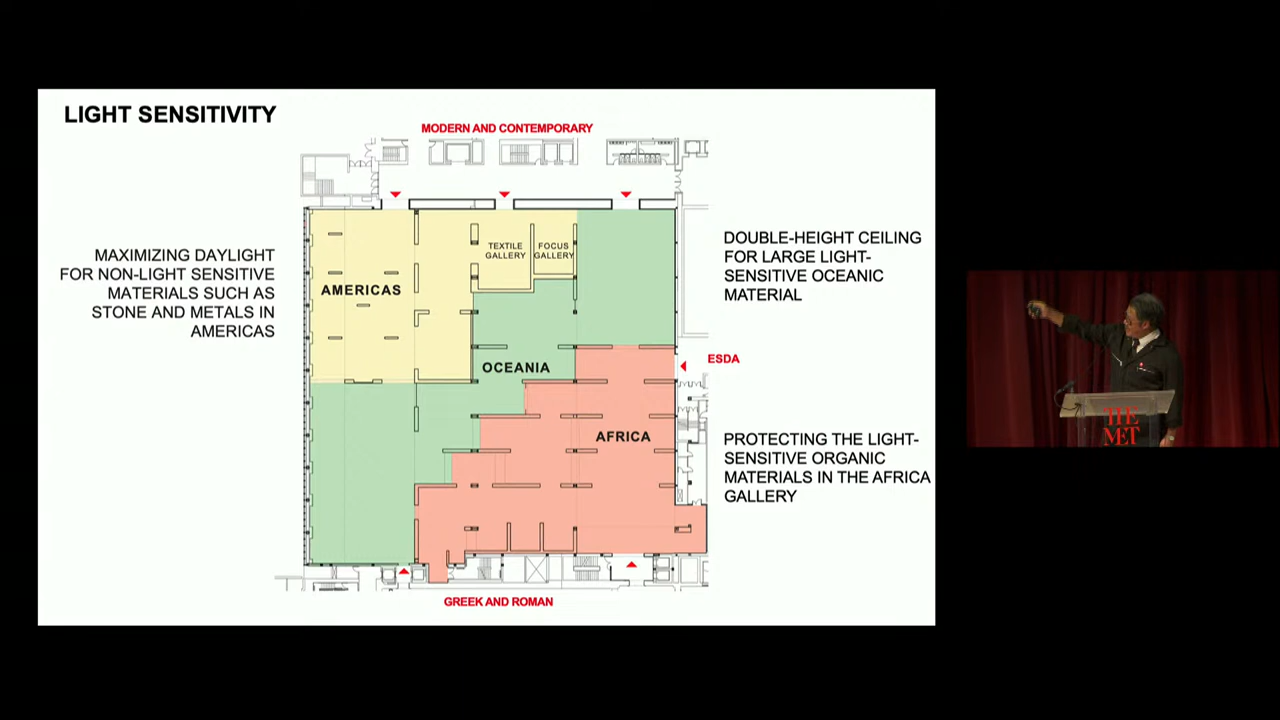 LIGHT SENSITIVITY
MODERN AND CONTEMPORARY
MAXIMIZING DAYLIGHT
FOR NON-LIGHT SENSITIVE
MATERIALS SUCH AS
STONE AND METALS IN
AMERICAS
AMERICAS
TEXTILE
GALLERY
FOCUS
GALLERY
OCEANIA
AFRICA
DOUBLE-HEIGHT CEILING
FOR LARGE LIGHT-
SENSITIVE OCEANIC
MATERIAL
ESDA
PROTECTING THE LIGHT-
SENSITIVE ORGANIC
MATERIALS IN THE AFRICA
GALLERY
GREEK AND ROMAN
THE
MET